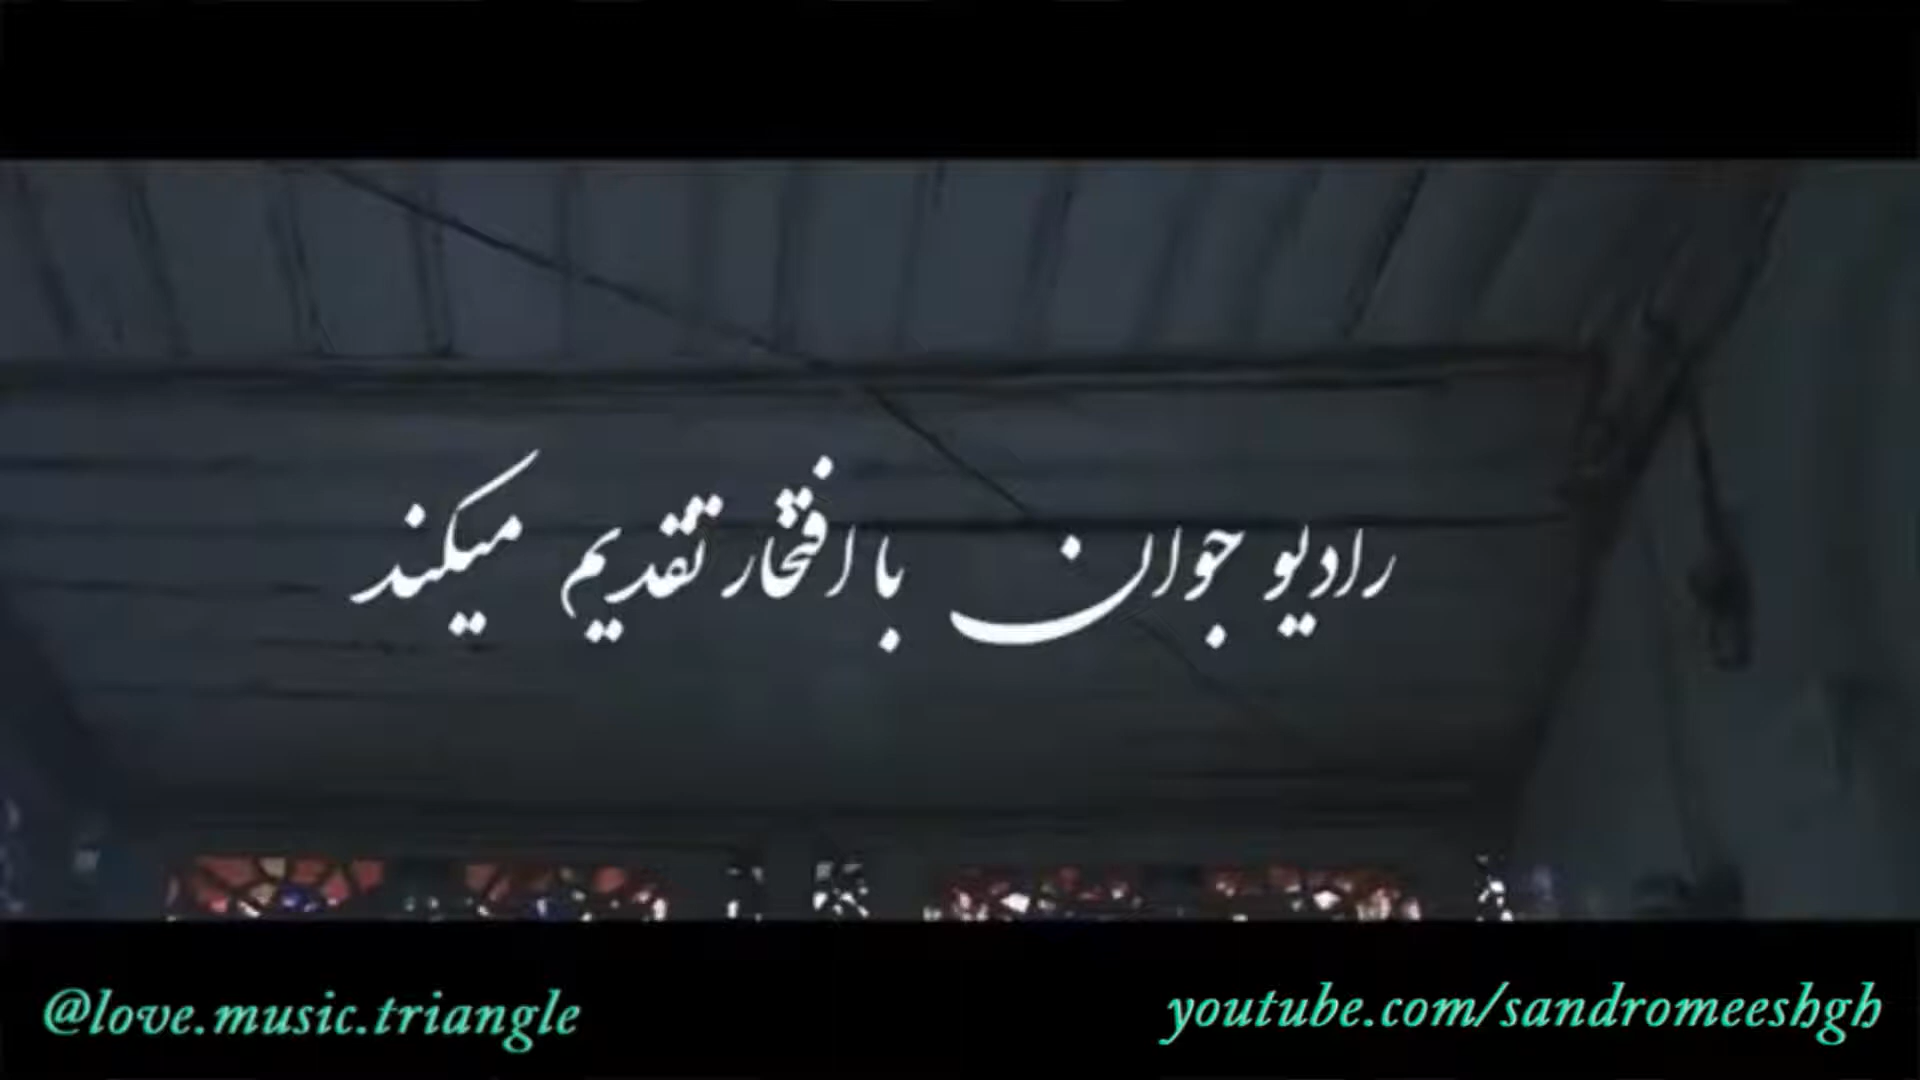 رادیو جوان با افتخار تقدیم میکند
@love.music.triangle
youtube.com/sandromeeshgh